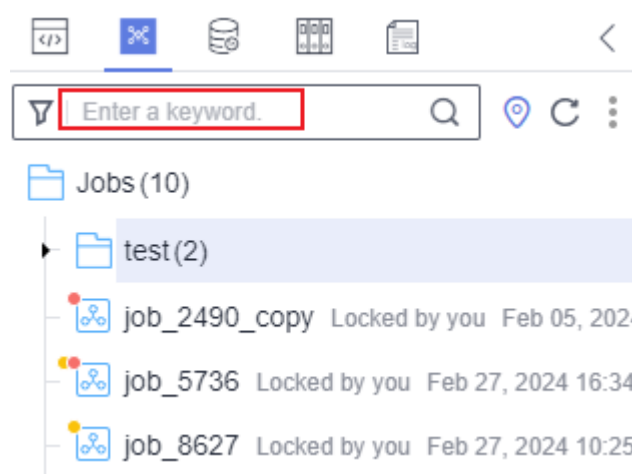 Enter a keyword.
Jobs (10)
test (2)
job_2490_copy Locked by you Feb 05, 202
job_5736 Locked by you Feb 27, 2024 16:34
job_8627 Locked by you Feb 27, 2024 10:25